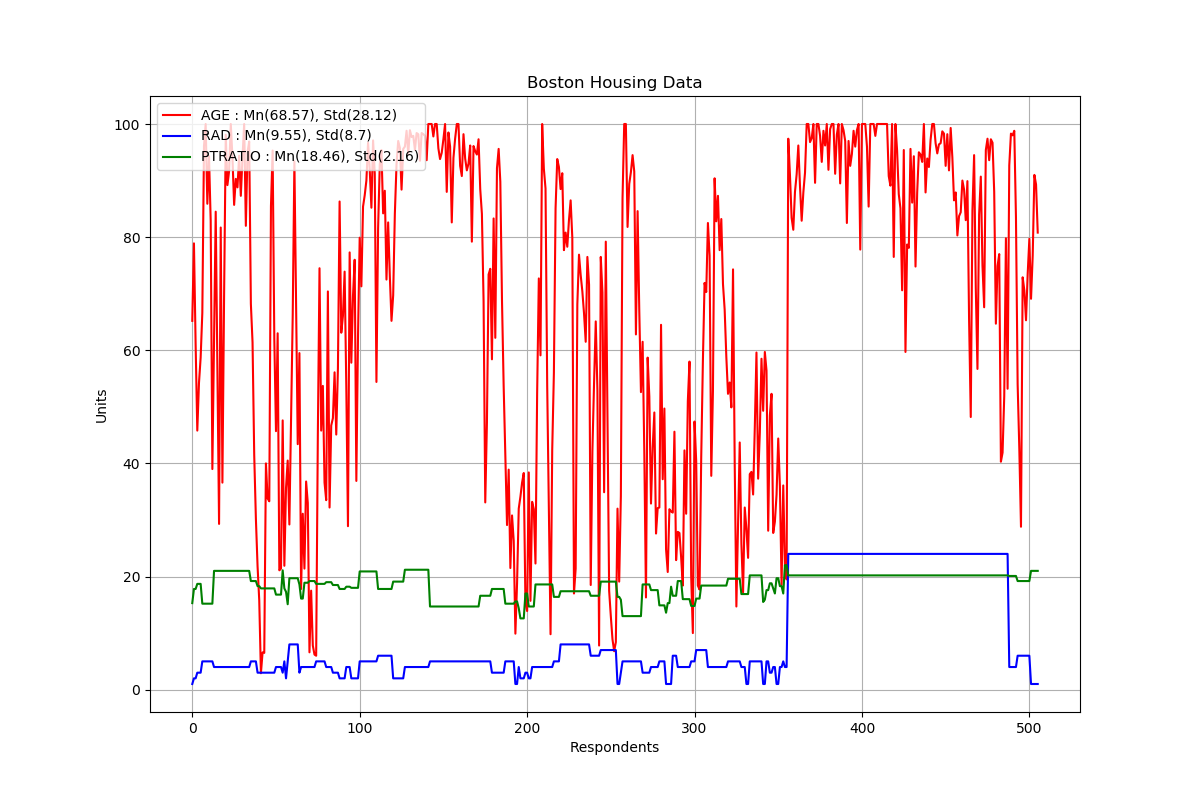 Boston Housing Data
AGE : Mn(68.57), Std(28.12)
RAD : Mn(9.55), Std(8.7)
PTRATIO : Mn(18.46), Std(2.16)
100
80
60
40
20
0
Units
0 100 200 300 400 500
Respondents